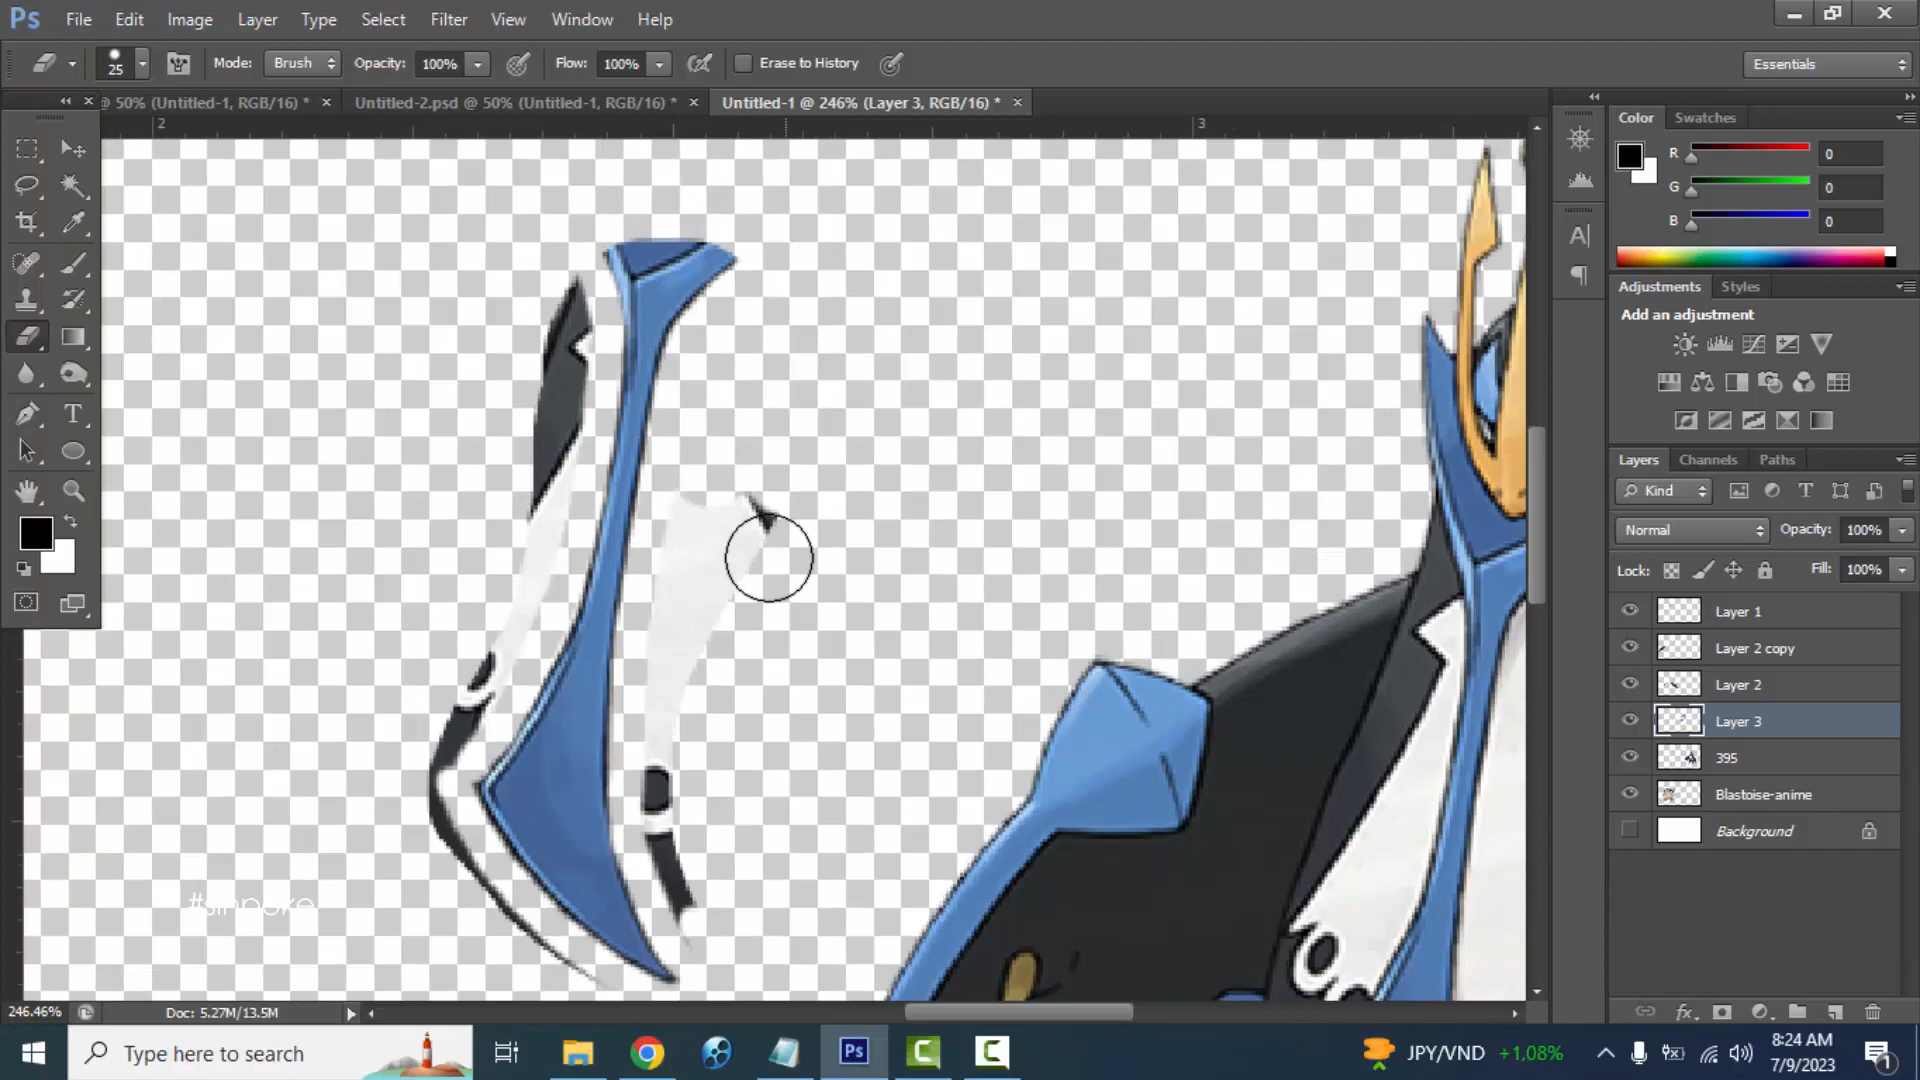 Ps File Edit Image Layer Type Select Filter View Window Help
25 Mode: Brush Opacity: 100% Flow: 100% Erase to History Essentials
@ 50% (Untitled-1, RGB/16) * × Untitled-2.psd @ 50% (Untitled-1, RGB/16) * × Untitled-1 @ 246% (Layer 3, RGB/16) * ×
2 3
Color Swatches
R 0
G 0
B 0
Adjustments Styles
Add an adjustment
Layers Channels Paths
Kind
Normal Opacity: 100%
Lock: Fill: 100%
Layer 1
Layer 2 copy
Layer 2
Layer 3
395
Blastoise-anime
Background
#sinpoke
246.46% Doc: 5.27M/13.5M
Type here to search
Ps
JPY/VND +1,08%
8:24 AM
7/9/2023
1